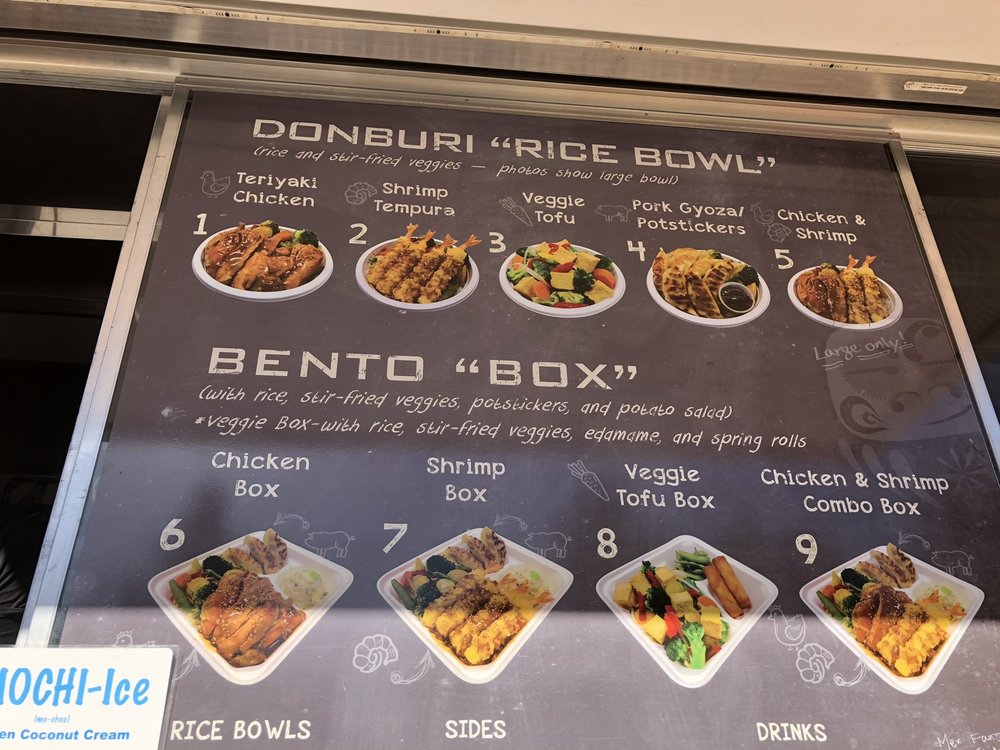 DONBURI "RICE BOWL"
(rice and stir-fried veggies — photos show large bowl)
Teriyaki
Chicken
1
Shrimp
Tempura
2
Veggie
Tofu
3
Pork Gyoza/
Potstickers
4
Chicken &
Shrimp
5
Large only!
BENTO "BOX"
(with rice, stir-fried veggies, potstickers, and potato salad)
*Veggie Box-with rice, stir-fried veggies, edamame, and spring rolls
Chicken
Box
6
Shrimp
Box
7
Veggie
Tofu Box
8
Chicken & Shrimp
Combo Box
9
MOCHI-Ice
(mo-chee)
en Coconut Cream
RICE BOWLS
SIDES
DRINKS
Mex Fant